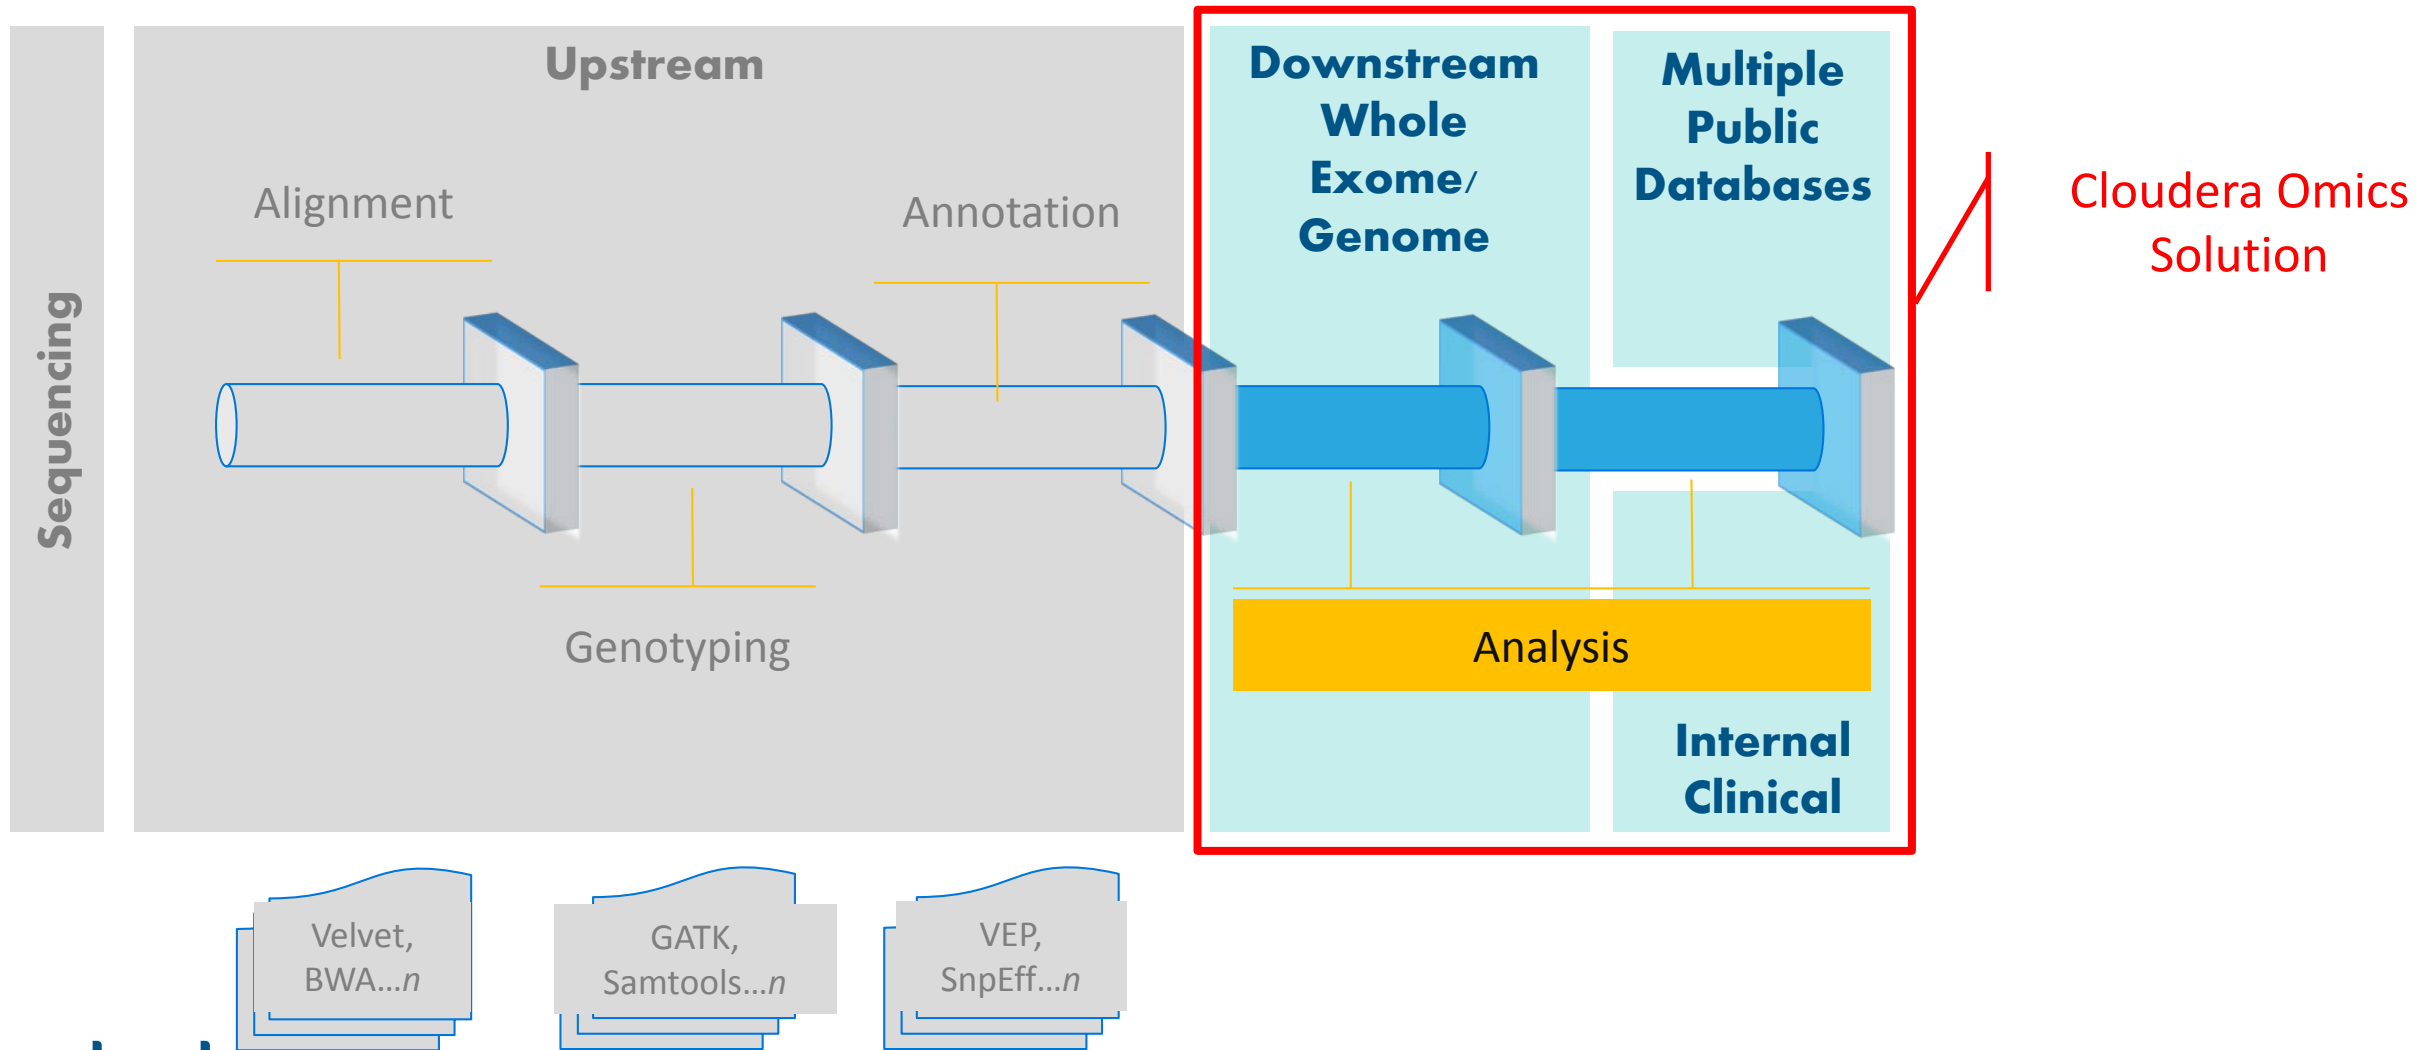 Sequencing
Upstream
Alignment
Annotation
Genotyping
Downstream
Whole
Exome/
Genome
Multiple
Public
Databases
Analysis
Internal
Clinical
Cloudera Omics
Solution
Velvet,
BWA...n
GATK,
Samtools...n
VEP,
SnpEff...n